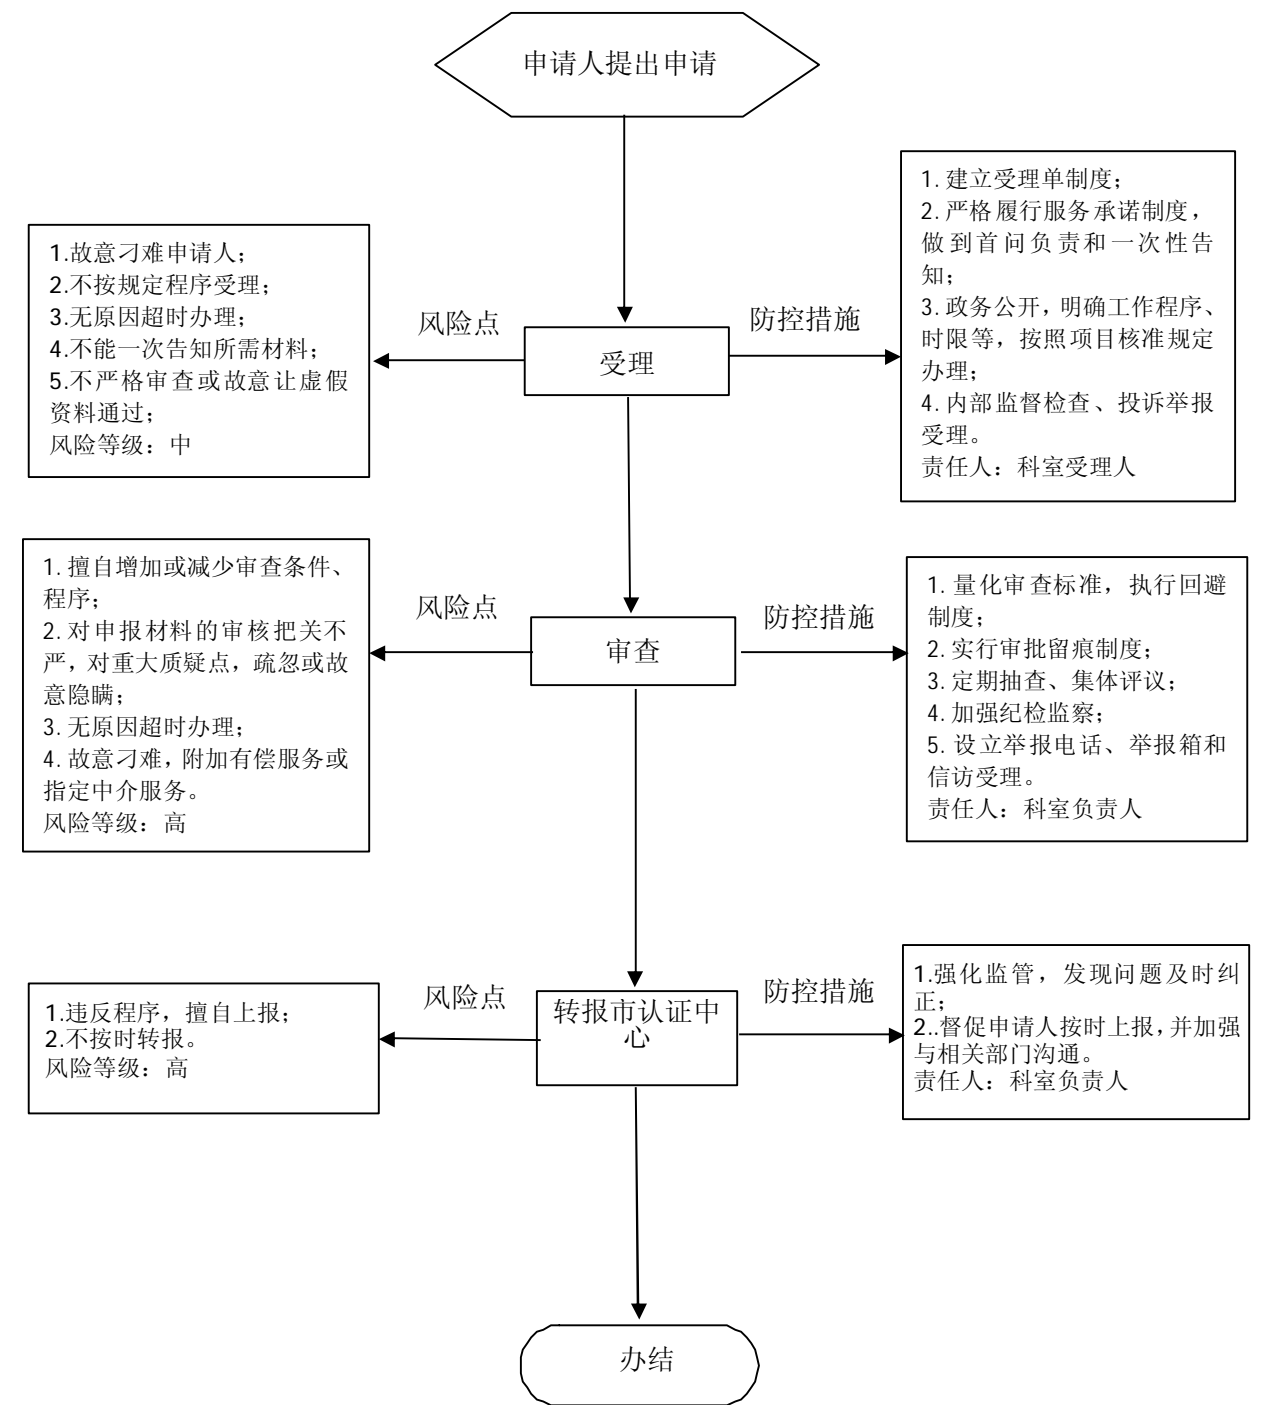 申请人提出申请
1.故意刁难申请人；
2.不按规定程序受理；
3.无原因超时办理；
4.不能一次告知所需材料；
5.不严格审查或故意让虚假
资料通过；
风险等级：中
风险点
受理
防控措施
1.建立受理单制度；
2.严格履行服务承诺制度，
做到首问负责和一次性告
知；
3.政务公开，明确工作程序、
时限等，按照项目核准规定
办理；
4.内部监督检查、投诉举报
受理。
责任人：科室受理人
1.擅自增加或减少审查条件、
程序；
2.对申报材料的审核把关不
严，对重大质疑点，疏忽或故
意隐瞒；
3.无原因超时办理；
4.故意刁难，附加有偿服务或
指定中介服务。
风险等级：高
风险点
审查
防控措施
1.量化审查标准，执行回避
制度；
2.实行审批留痕制度；
3.定期抽查、集体评议；
4.加强纪检监察；
5.设立举报电话、举报箱和
信访受理。
责任人：科室负责人
1.违反程序，擅自上报；
2.不按时转报。
风险等级：高
风险点
转报市认证中
心
防控措施
1.强化监管，发现问题及时纠
正；
2..督促申请人按时上报，并加强
与相关部门沟通。
责任人：科室负责人
办结